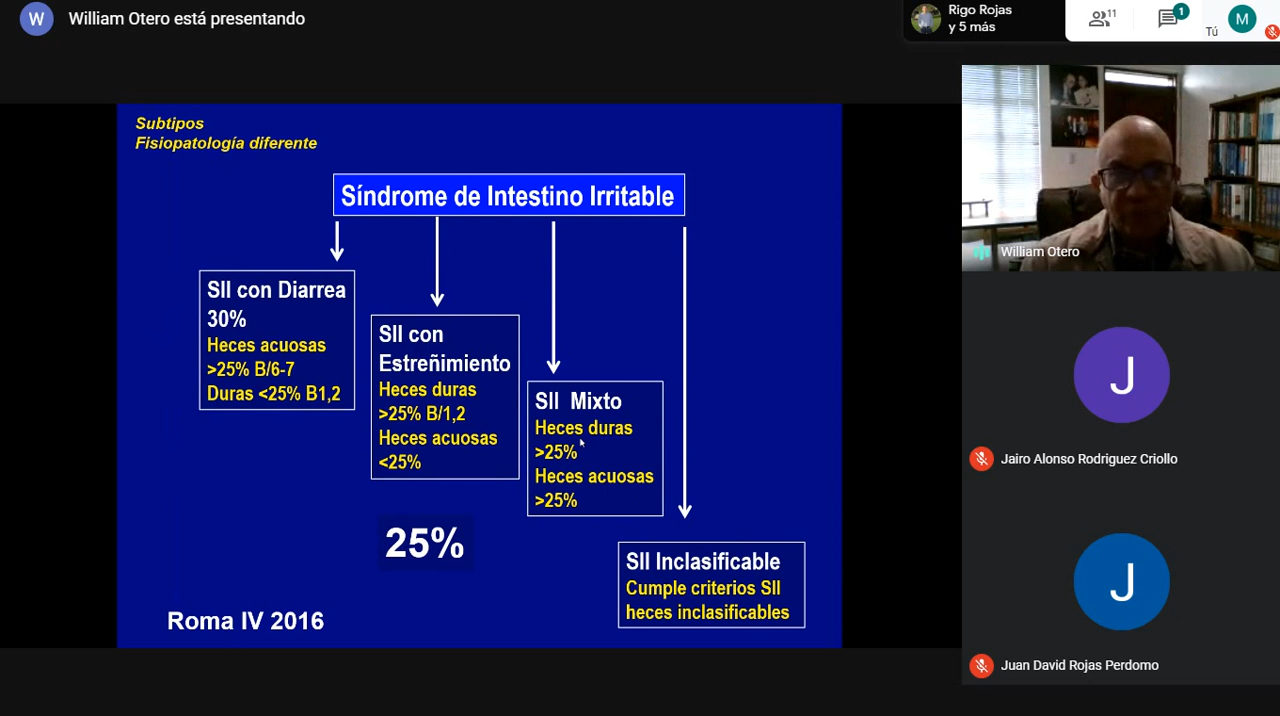 W
William Otero está presentando
Rigo Rojas
y 5 más
11
1
Tú
M
Subtipos
Fisiopatología diferente
Síndrome de Intestino Irritable
SII con Diarrea
30%
Heces acuosas
>25% B/6-7
Duras <25% B1,2
SII con
Estreñimiento
Heces duras
>25% B/1,2
Heces acuosas
<25%
SII Mixto
Heces duras
>25%
Heces acuosas
>25%
25%
SII Inclasificable
Cumple criterios SII
heces inclasificables
Roma IV 2016
William Otero
J
Jairo Alonso Rodriguez Criollo
J
Juan David Rojas Perdomo